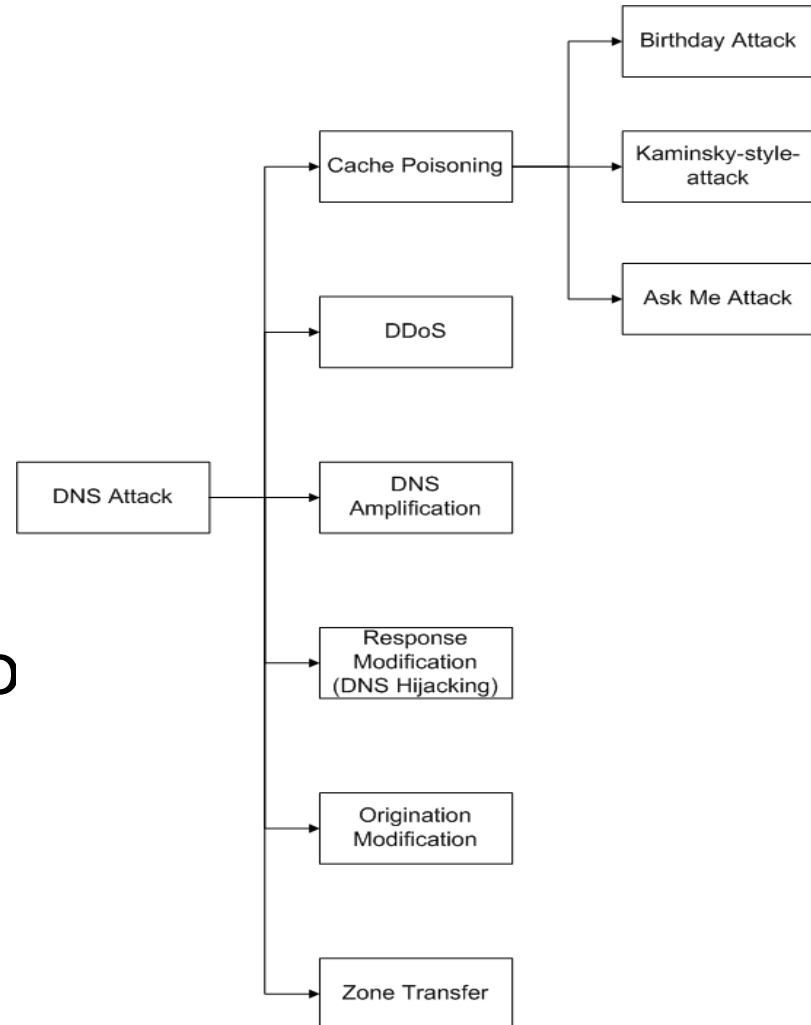 Birthday Attack
Cache Poisoning
Kaminsky-style-
attack
Ask Me Attack
DDoS
DNS Attack
DNS
Amplification
Response
Modification
(DNS Hijacking)
Origination
Modification
Zone Transfer